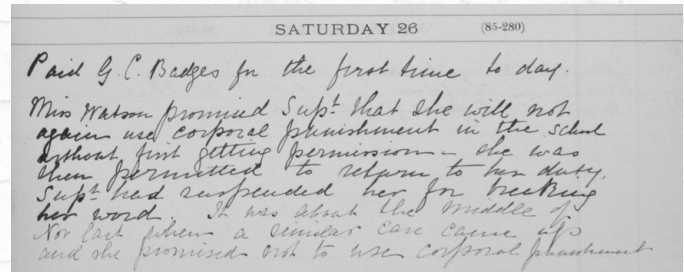 SATURDAY 26 (85-280)
Paid G. C. Badges for the first time to day.
Miss Watson promised Supt that she will not
again use corporal phunishment in the school
without first getting permission - she was
then permitted to return to her duty.
Supt had suspended her for breaking
her word. It was about the middle of
Nov last when a similar case came up
and she promised not to use corporal phunishment